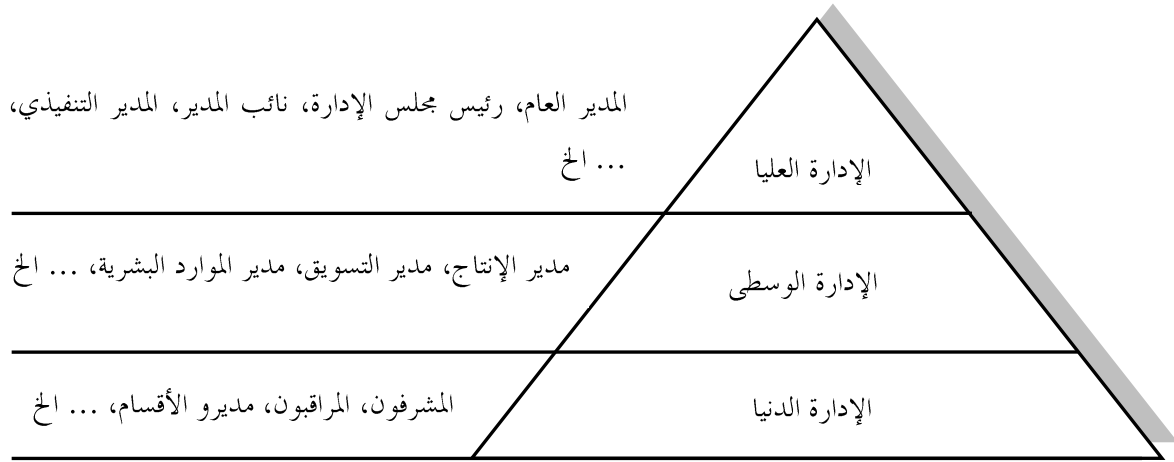 المدير العام، رئيس مجلس الإدارة، نائب المدير، المدير التنفيذي،
... الخ
الإدارة العليا
مدير الإنتاج، مدير التسويق، مدير الموارد البشرية، ... الخ
الإدارة الوسطى
المشرفون، المراقبون، مديرو الأقسام، ... الخ
الإدارة الدنيا